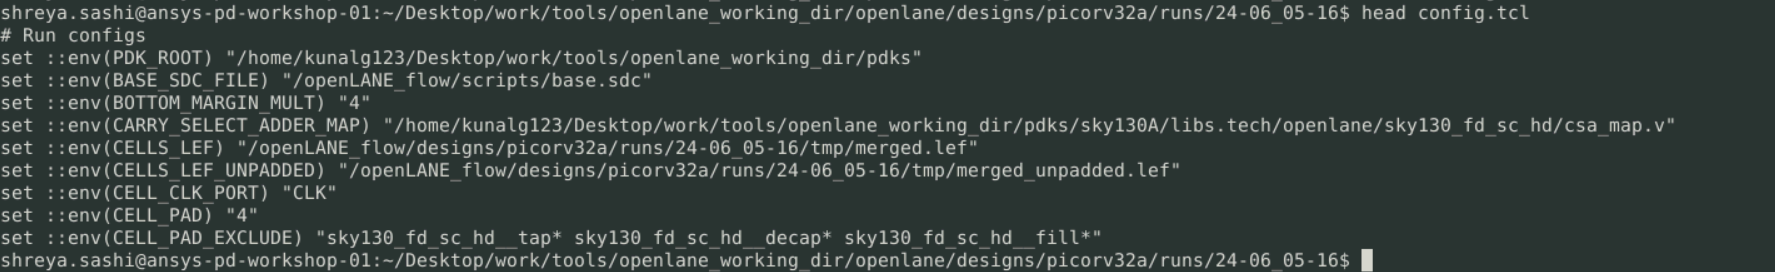 shreya.sashi@ansys-pd-workshop-01:~/Desktop/work/tools/openlane_working_dir/openlane/designs/picorv32a/runs/24-06_05-16$ head config.tcl
# Run configs
set ::env(PDK_ROOT) "/home/kunalg123/Desktop/work/tools/openlane_working_dir/pdks"
set ::env(BASE_SDC_FILE) "/openLANE_flow/scripts/base.sdc"
set ::env(BOTTOM_MARGIN_MULT) "4"
set ::env(CARRY_SELECT_ADDER_MAP) "/home/kunalg123/Desktop/work/tools/openlane_working_dir/pdks/sky130A/libs.tech/openlane/sky130_fd_sc_hd/csa_map.v"
set ::env(CELLS_LEF) "/openLANE_flow/designs/picorv32a/runs/24-06_05-16/tmp/merged.lef"
set ::env(CELLS_LEF_UNPADDED) "/openLANE_flow/designs/picorv32a/runs/24-06_05-16/tmp/merged_unpadded.lef"
set ::env(CELL_CLK_PORT) "CLK"
set ::env(CELL_PAD) "4"
set ::env(CELL_PAD_EXCLUDE) "sky130_fd_sc_hd__tap* sky130_fd_sc_hd__decap* sky130_fd_sc_hd__fill*"
shreya.sashi@ansys-pd-workshop-01:~/Desktop/work/tools/openlane_working_dir/openlane/designs/picorv32a/runs/24-06_05-16$